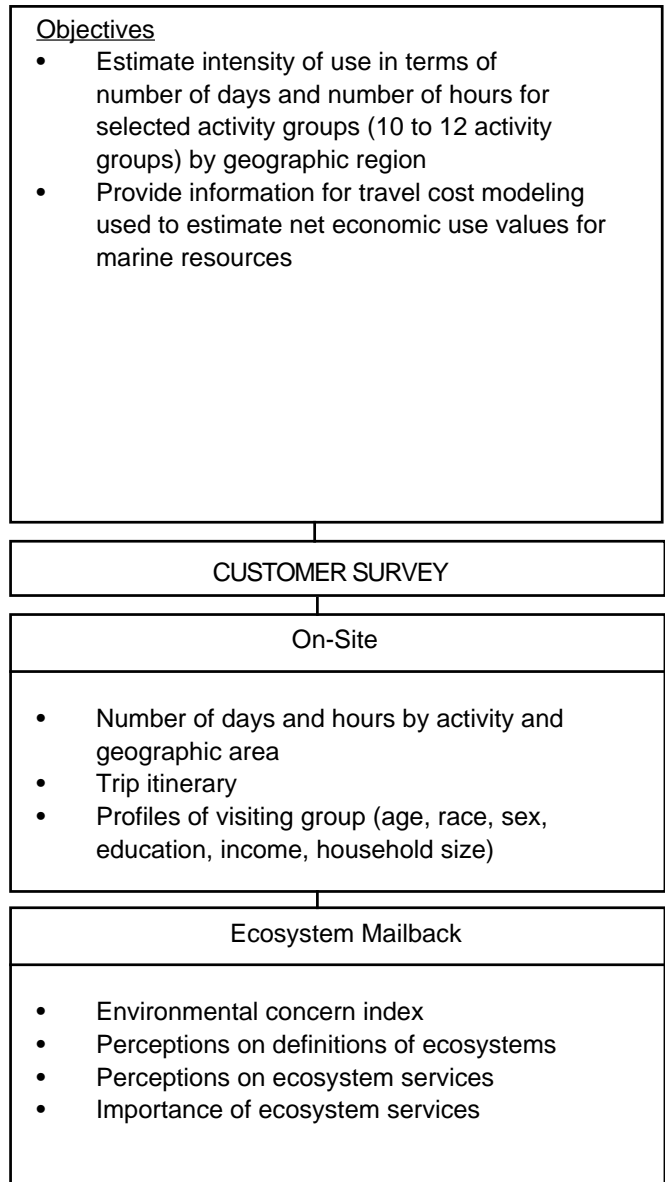 Objectives
• Estimate intensity of use in terms of
number of days and number of hours for
selected activity groups (10 to 12 activity
groups) by geographic region
• Provide information for travel cost modeling
used to estimate net economic use values for
marine resources
CUSTOMER SURVEY
On-Site
• Number of days and hours by activity and
geographic area
• Trip itinerary
• Profiles of visiting group (age, race, sex,
education, income, household size)
Ecosystem Mailback
• Environmental concern index
• Perceptions on definitions of ecosystems
• Perceptions on ecosystem services
• Importance of ecosystem services